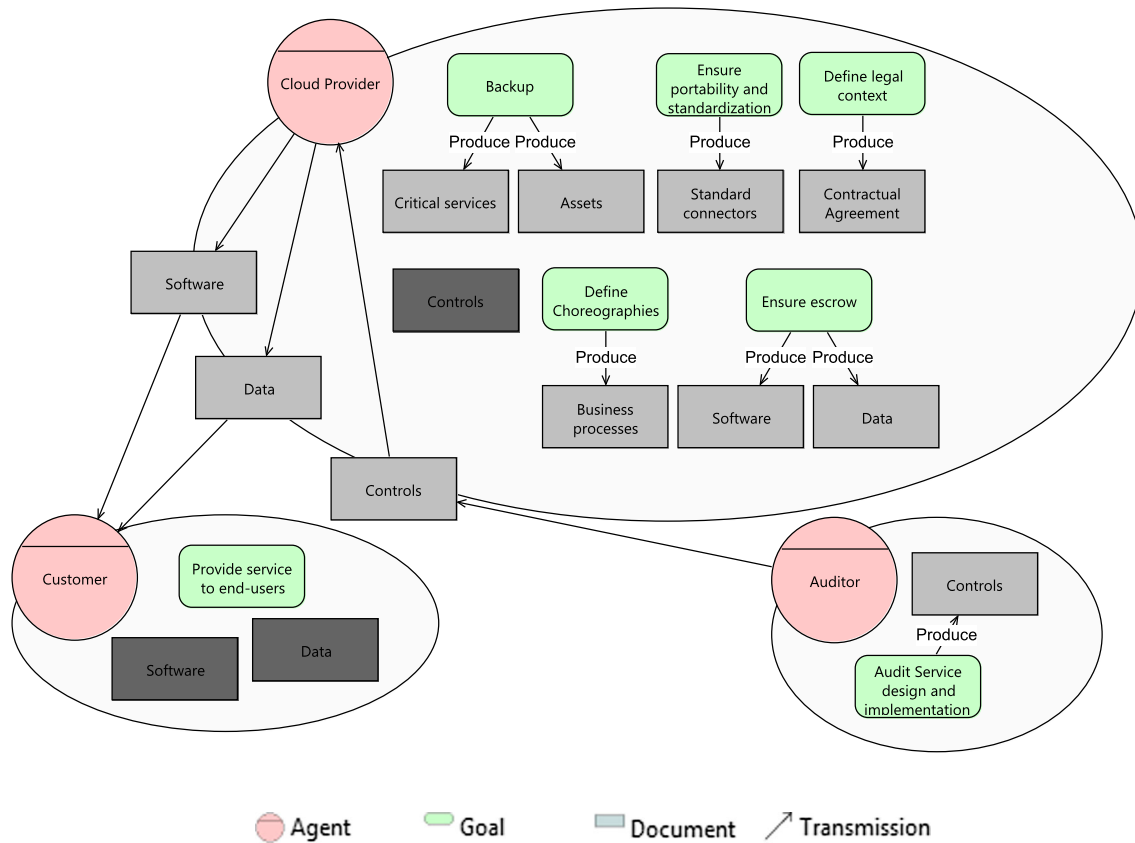 Cloud Provider
Backup
Ensure
portability and
standardization
Define legal
context
Produce
Produce
Produce
Produce
Critical services
Assets
Standard
connectors
Contractual
Agreement
Software
Controls
Define
Choreographies
Ensure escrow
Produce
Produce
Produce
Data
Business
processes
Software
Data
Controls
Customer
Provide service
to end-users
Software
Data
Auditor
Controls
Produce
Audit Service
design and
implementation
Agent
Goal
Document
Transmission